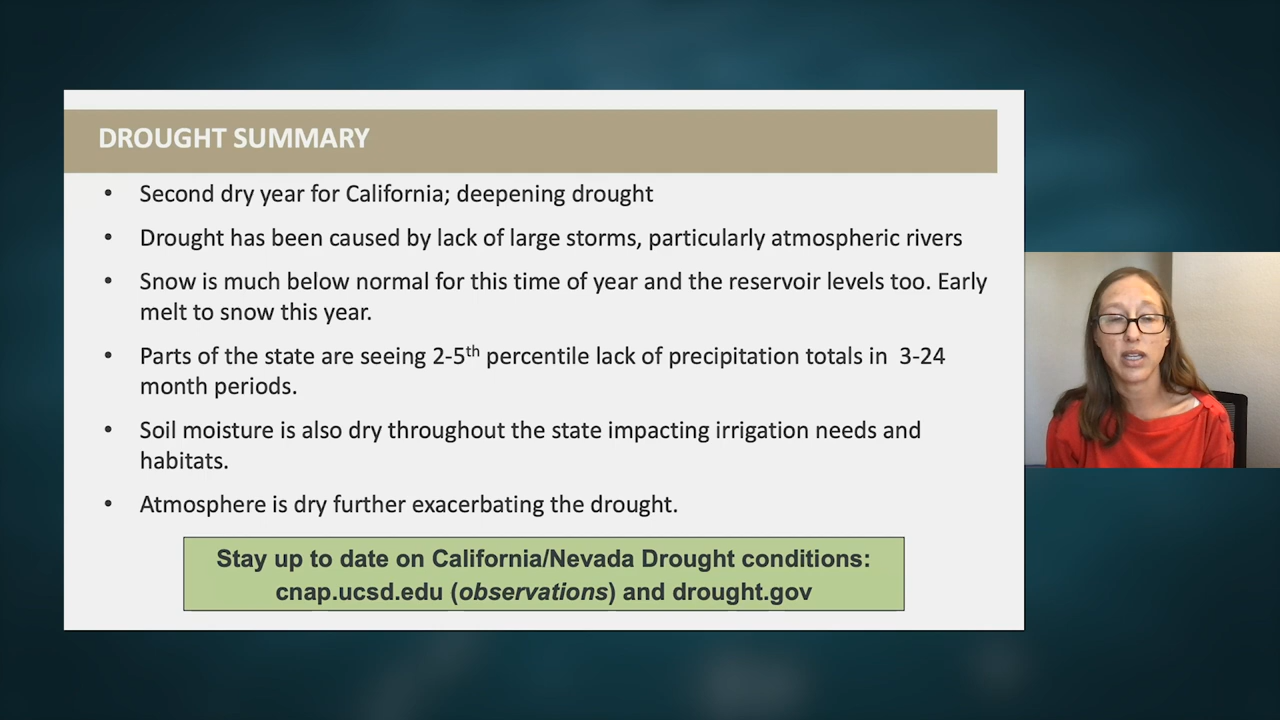 DROUGHT SUMMARY
• Second dry year for California; deepening drought
• Drought has been caused by lack of large storms, particularly atmospheric rivers
• Snow is much below normal for this time of year and the reservoir levels too. Early
melt to snow this year.
• Parts of the state are seeing 2-5th percentile lack of precipitation totals in 3-24
month periods.
• Soil moisture is also dry throughout the state impacting irrigation needs and
habitats.
• Atmosphere is dry further exacerbating the drought.
Stay up to date on California/Nevada Drought conditions:
cnap.ucsd.edu (observations) and drought.gov